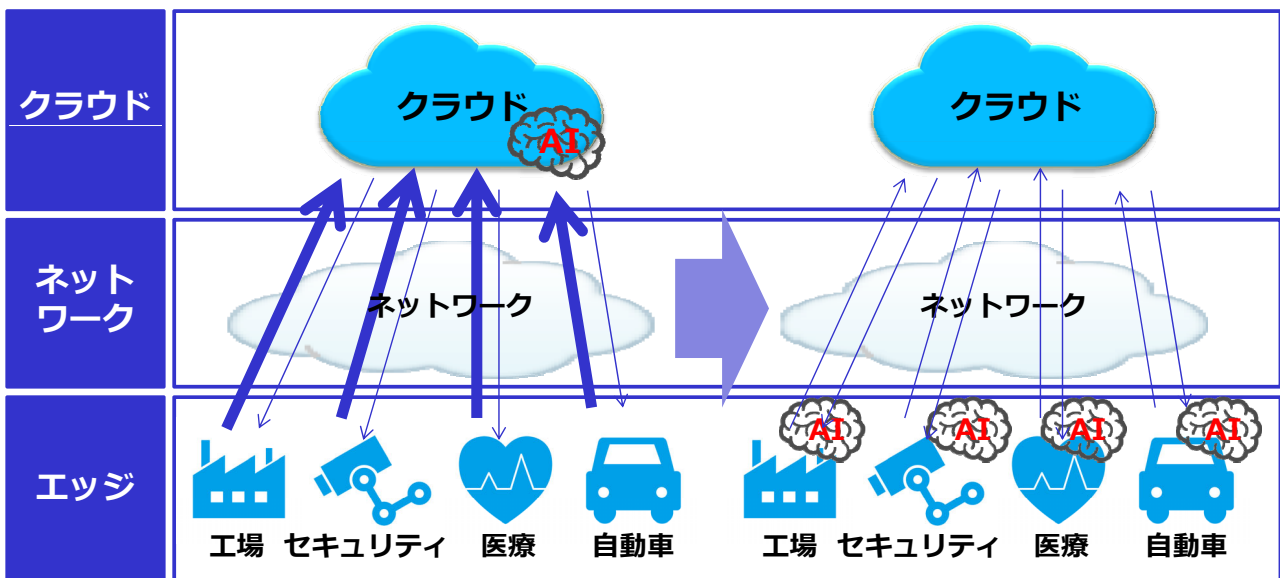 クラウド
クラウド
AI
クラウド
ネット
ワーク
ネットワーク
ネットワーク
エッジ
AI
AI
AI
AI
工場
セキュリティ
医療
自動車
工場
セキュリティ
医療
自動車